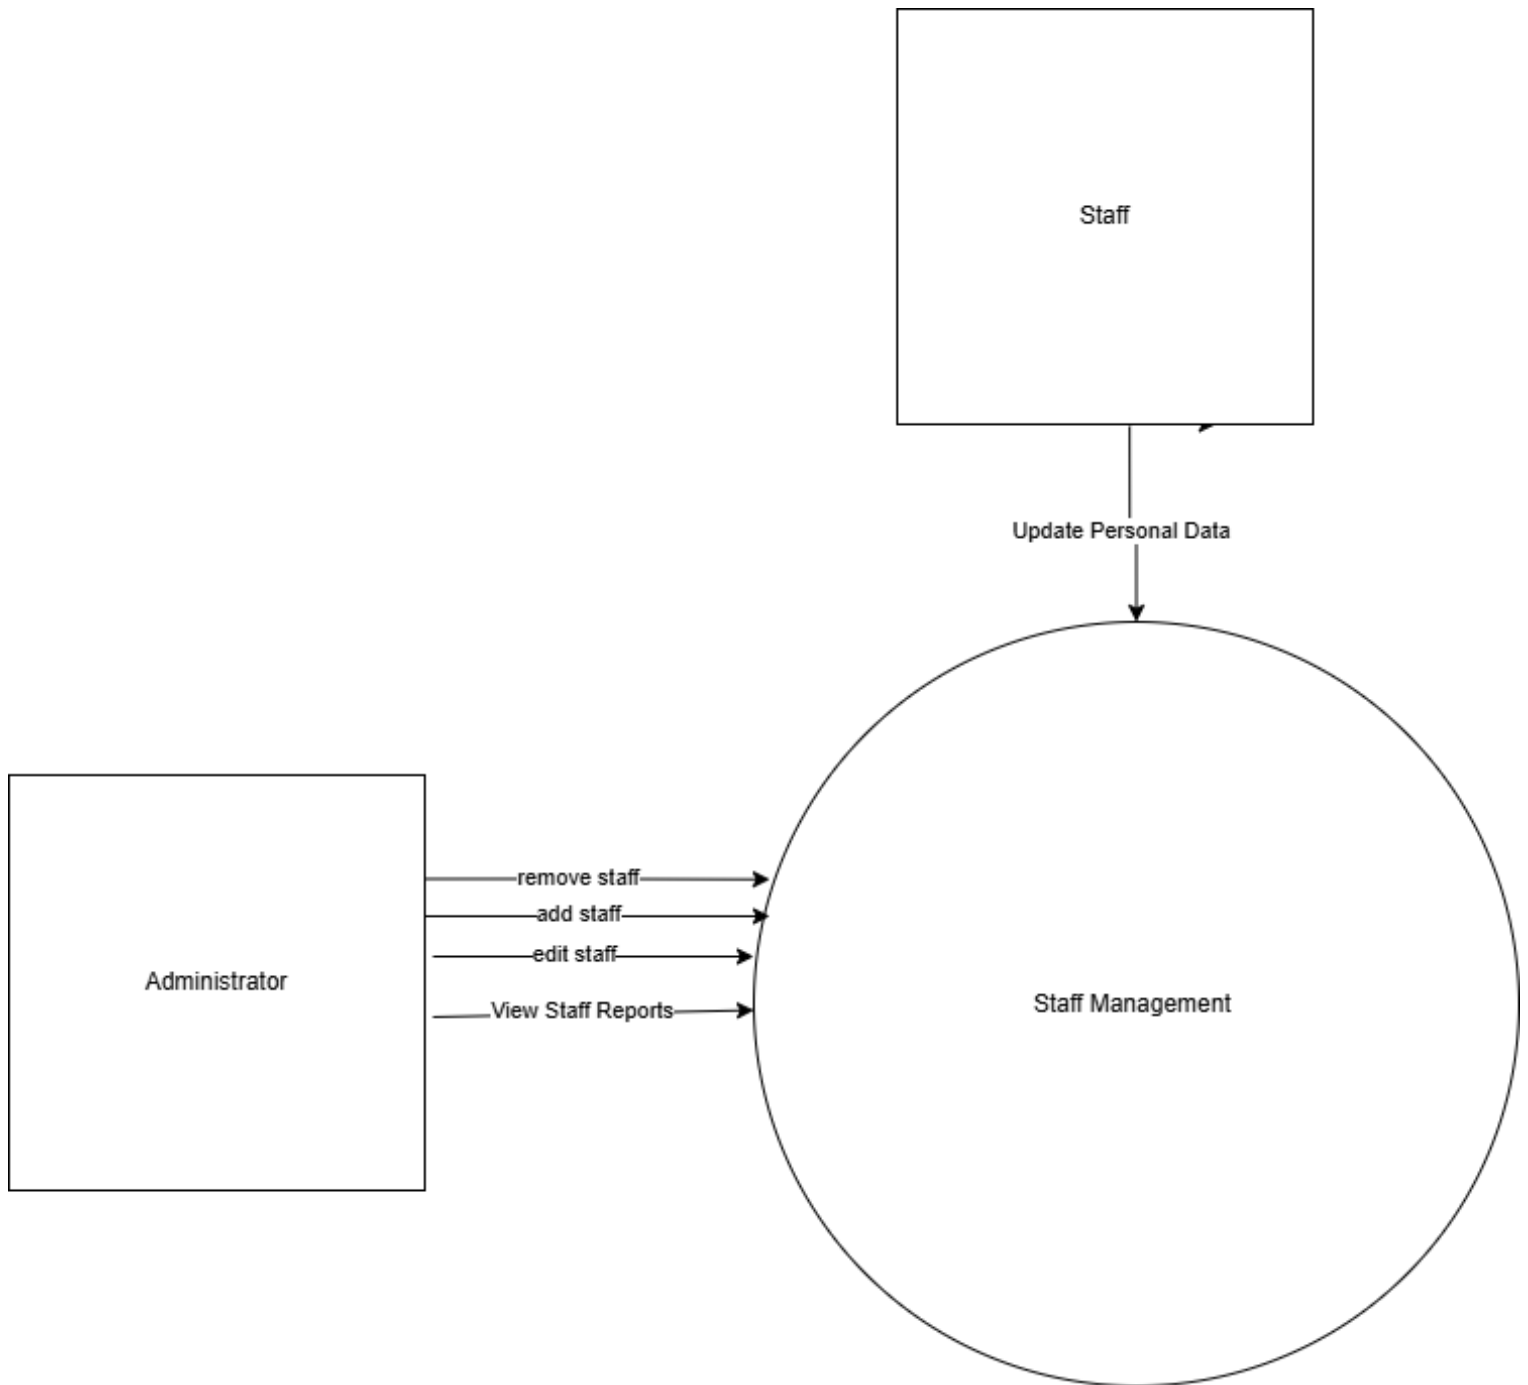 Staff
Update Personal Data
remove staff
add staff
edit staff
View Staff Reports
Administrator
Staff Management